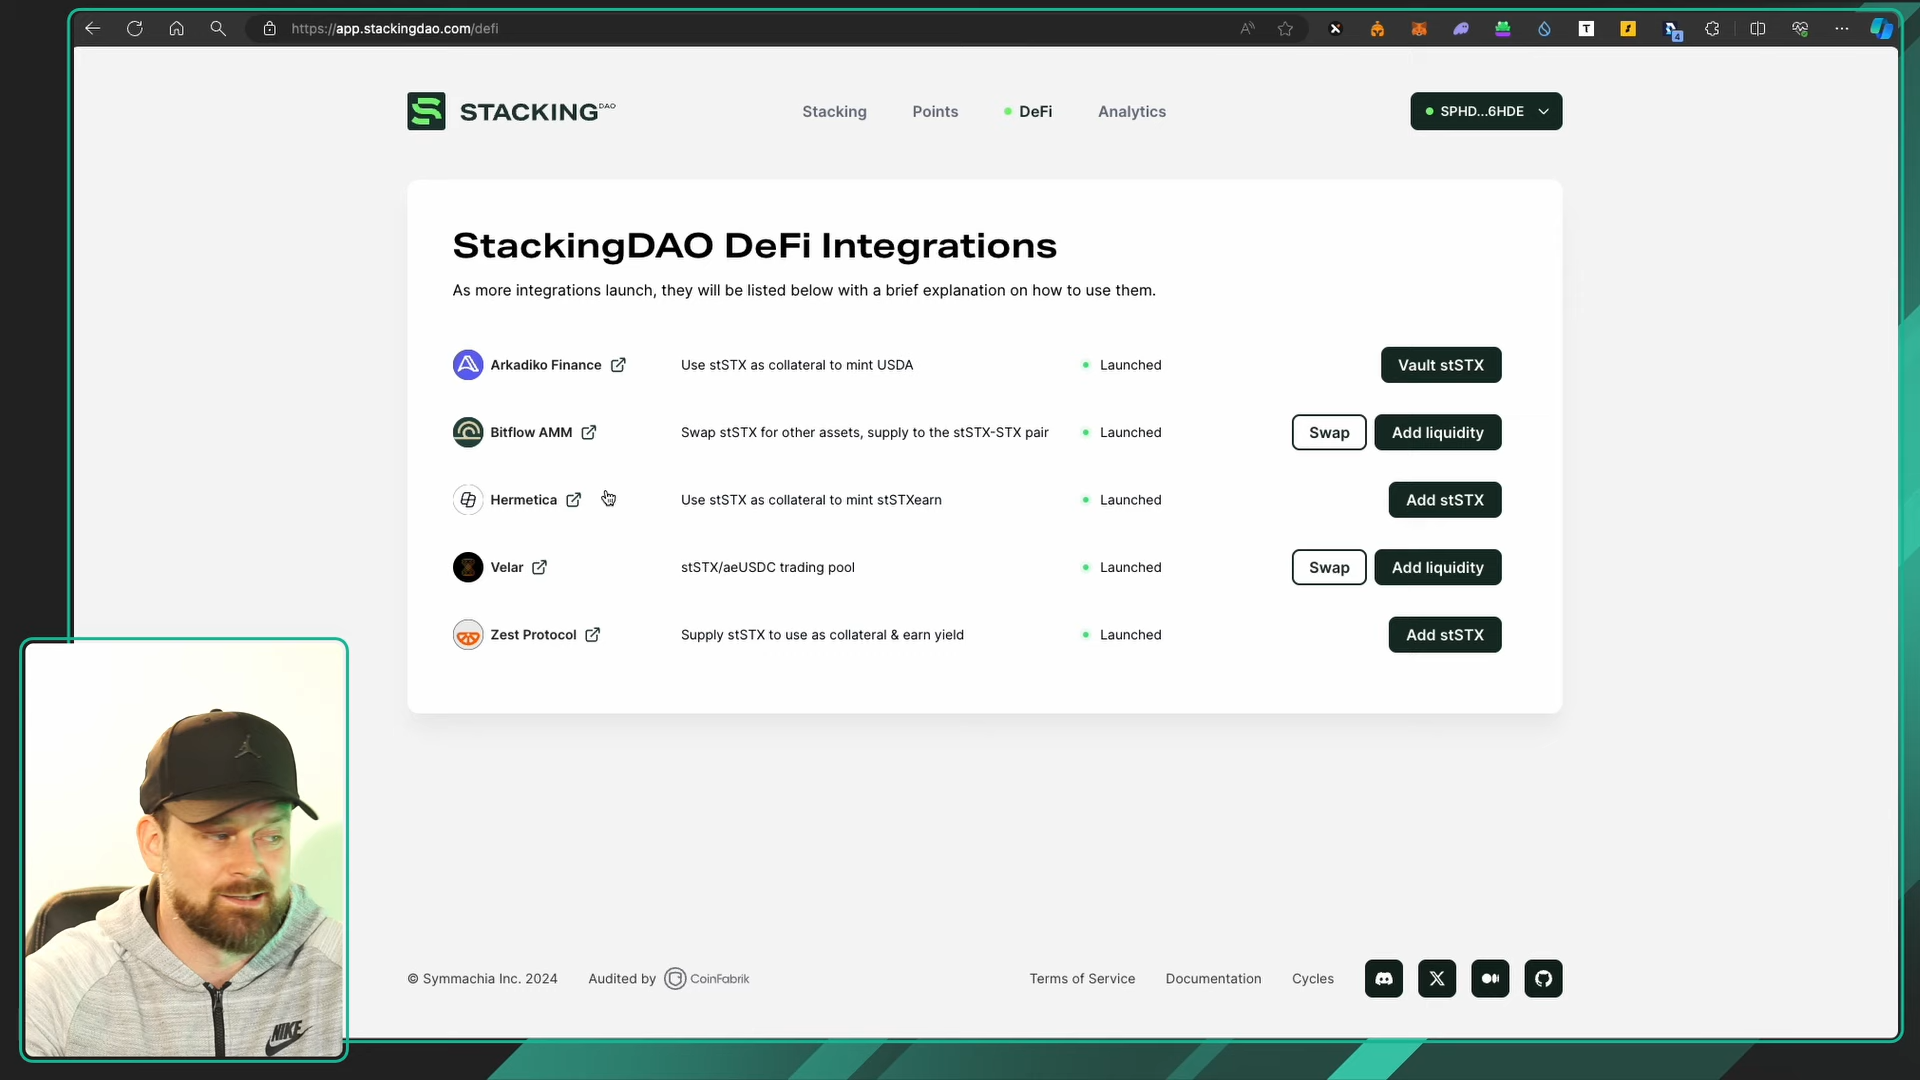 https://app.stackingdao.com/defi
STACKING DAO
Stacking
Points
DeFi
Analytics
SPHD...6HDE
StackingDAO DeFi Integrations
As more integrations launch, they will be listed below with a brief explanation on how to use them.
Arkadiko Finance
Use stSTX as collateral to mint USDA
Launched
Vault stSTX
Bitflow AMM
Swap stSTX for other assets, supply to the stSTX-STX pair
Launched
Swap
Add liquidity
Hermetica
Use stSTX as collateral to mint stSTXearn
Launched
Add stSTX
Velar
stSTX/aeUSDC trading pool
Launched
Swap
Add liquidity
Zest Protocol
Supply stSTX to use as collateral & earn yield
Launched
Add stSTX
NIKE
© Symmachia Inc. 2024
Audited by
CoinFabrik
Terms of Service
Documentation
Cycles